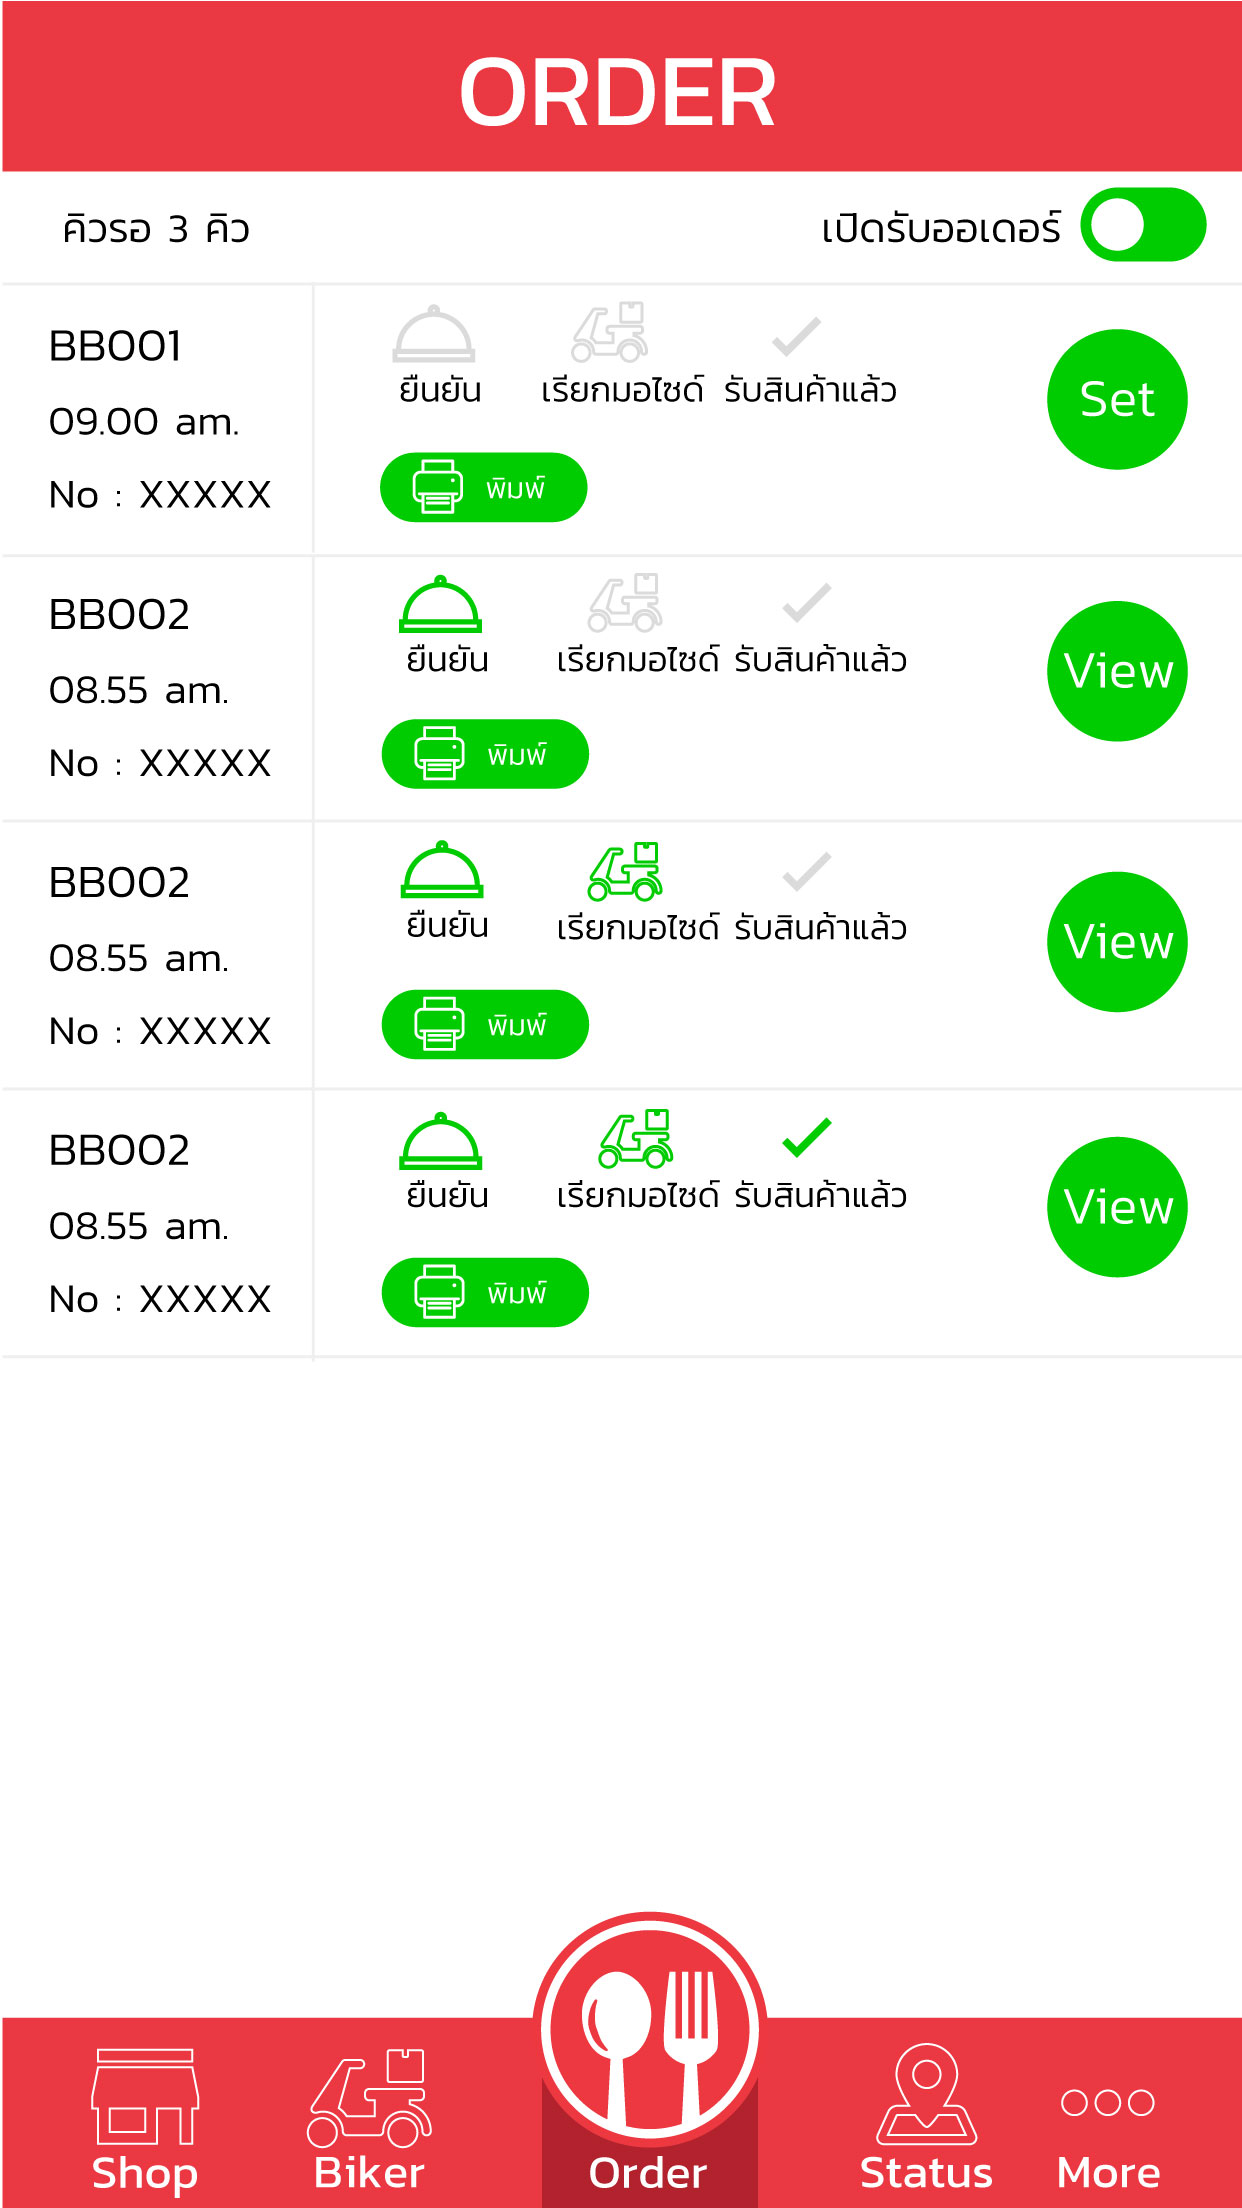 ORDER
คิวรอ 3 คิว เปิดรับออเดอร์
BB001
09.00 am.
No : XXXXX
ยืนยัน เรียกมอไซด์ รับสินค้าแล้ว
พิมพ์
Set
BB002
08.55 am.
No : XXXXX
ยืนยัน เรียกมอไซด์ รับสินค้าแล้ว
พิมพ์
View
BB002
08.55 am.
No : XXXXX
ยืนยัน เรียกมอไซด์ รับสินค้าแล้ว
พิมพ์
View
BB002
08.55 am.
No : XXXXX
ยืนยัน เรียกมอไซด์ รับสินค้าแล้ว
พิมพ์
View
Shop Biker Order Status More